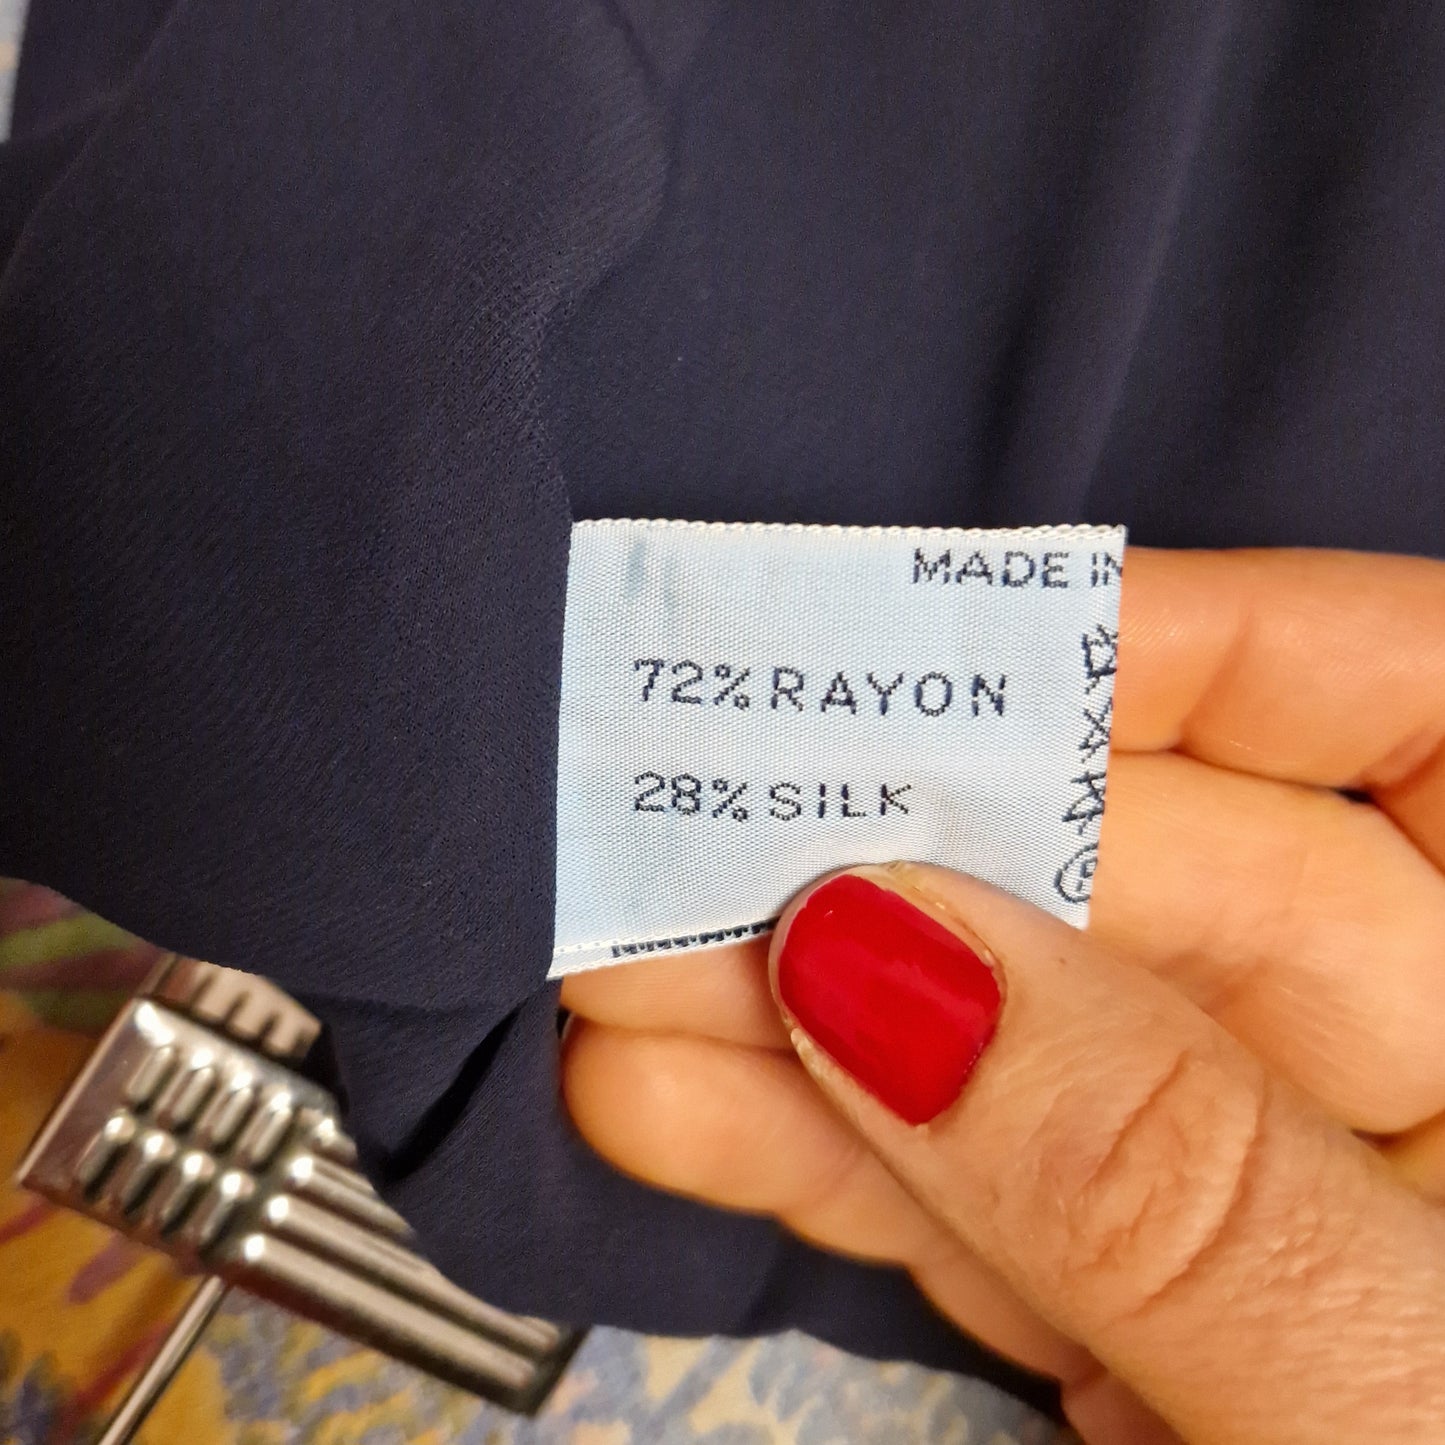 MADE IN
72% RAYON
28% SILK